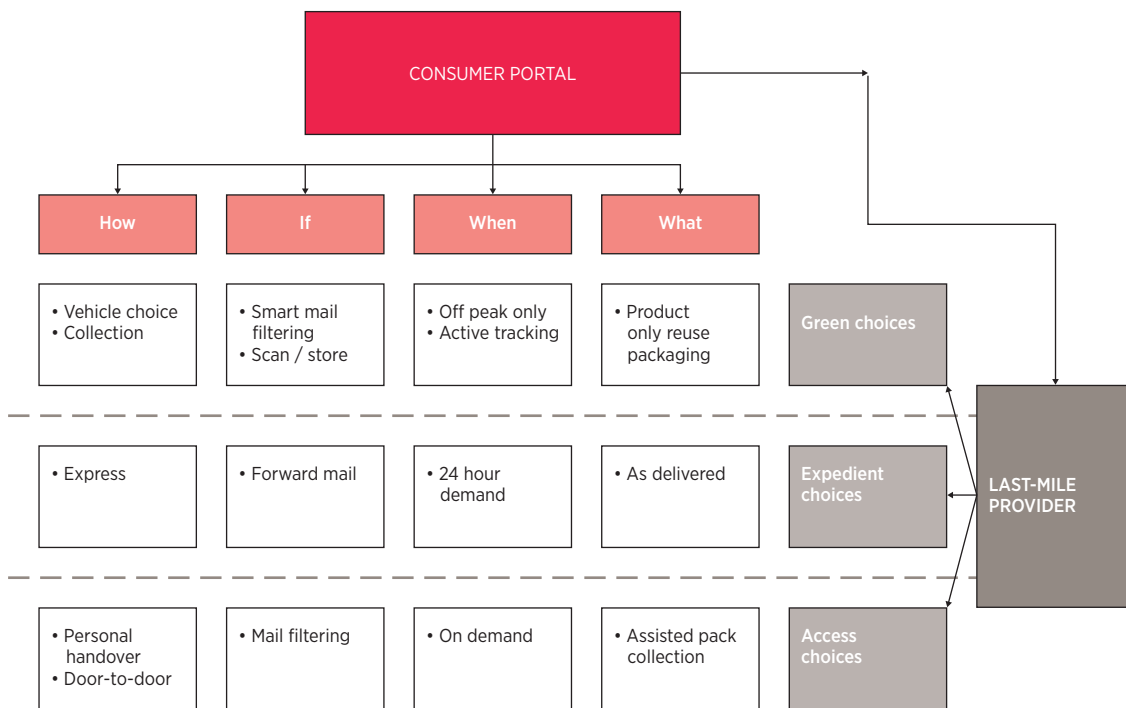 CONSUMER PORTAL
How
If
When
What
• Vehicle choice
• Collection
• Smart mail
filtering
• Scan / store
• Off peak only
• Active tracking
• Product
only reuse
packaging
Green choices
• Express
• Forward mail
• 24 hour
demand
• As delivered
Expedient
choices
LAST-MILE
PROVIDER
• Personal
handover
• Door-to-door
• Mail filtering
• On demand
• Assisted pack
collection
Access
choices